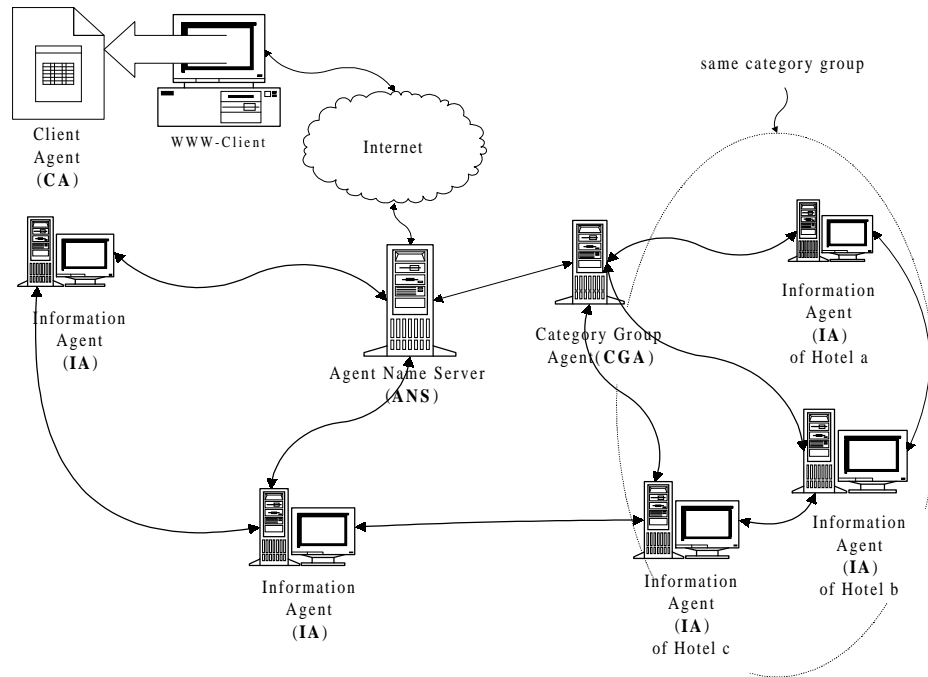 same category group
Client
Agent
(CA)
WWW-Client
Internet
Information
Agent
(IA)
Agent Name Server
(ANS)
Category Group
Agent(CGA)
Information
Agent
(IA)
of Hotel a
Information
Agent
(IA)
of Hotel b
Information
Agent
(IA)
Information
Agent
(IA)
of Hotel c